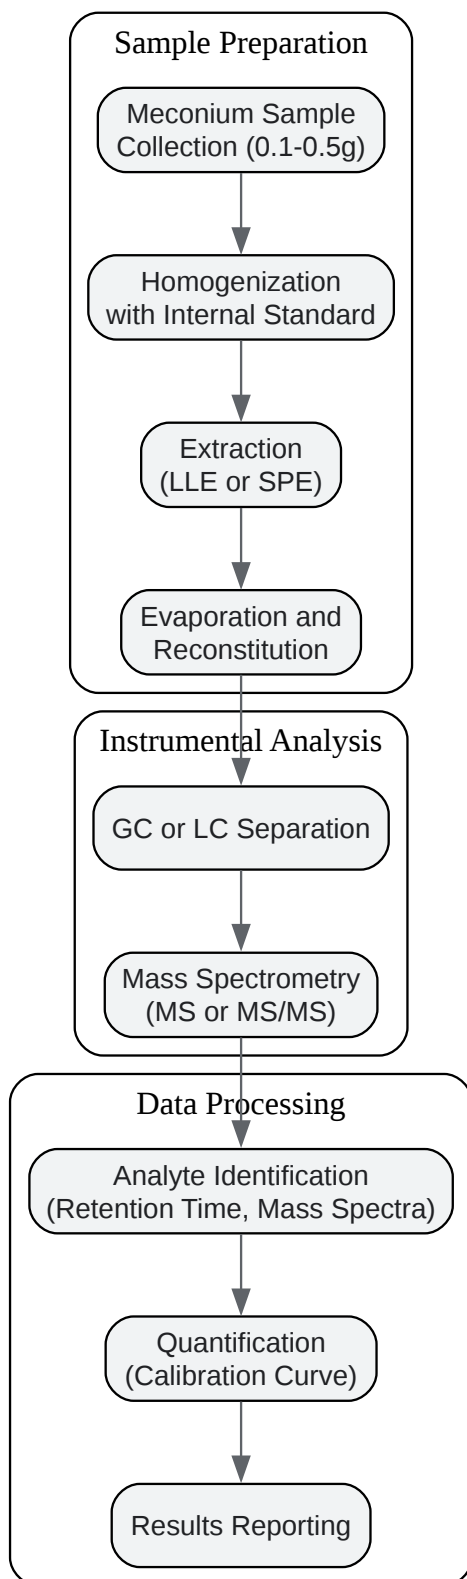 Sample Preparation
Meconium Sample
Collection (0.1-0.5g)
Homogenization
with Internal Standard
Extraction
(LLE or SPE)
Evaporation and
Reconstitution
Instrumental Analysis
GC or LC Separation
Mass Spectrometry
(MS or MS/MS)
Data Processing
Analyte Identification
(Retention Time, Mass Spectra)
Quantification
(Calibration Curve)
Results Reporting